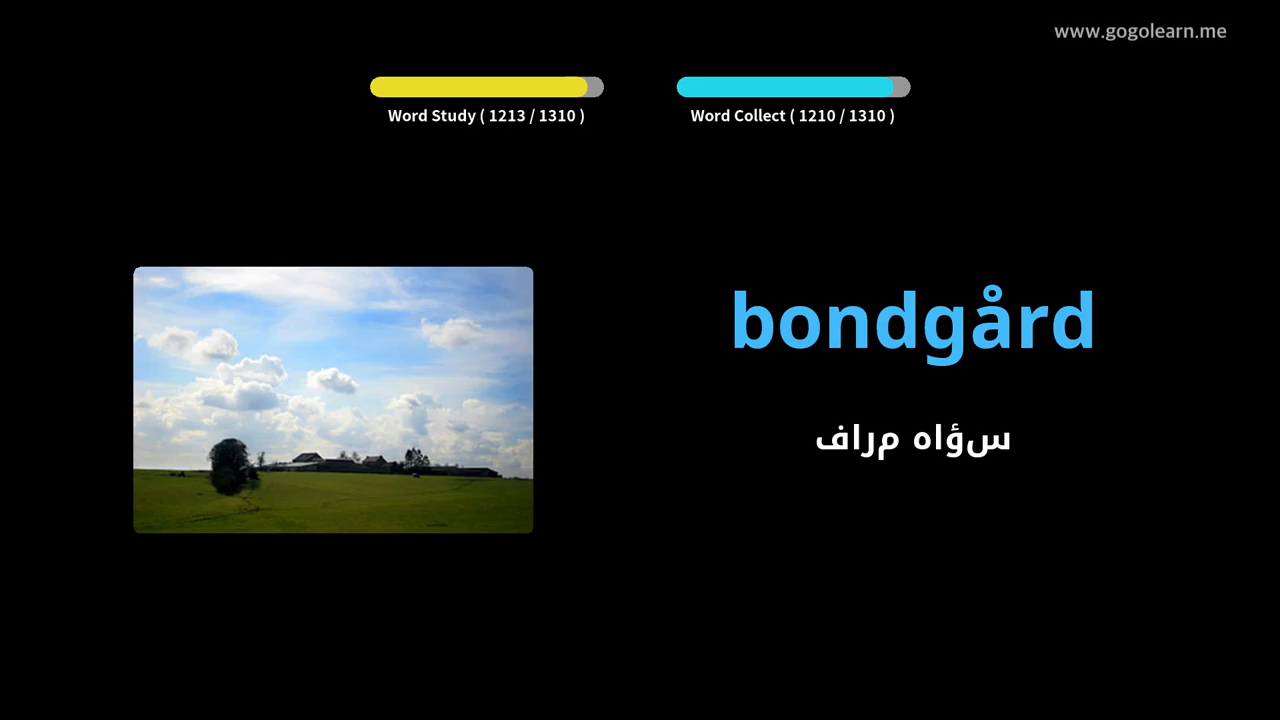 www.gogolearn.me
Word Study ( 1213 / 1310 )
Word Collect ( 1210 / 1310 )
bondgård
سؤاه مراف